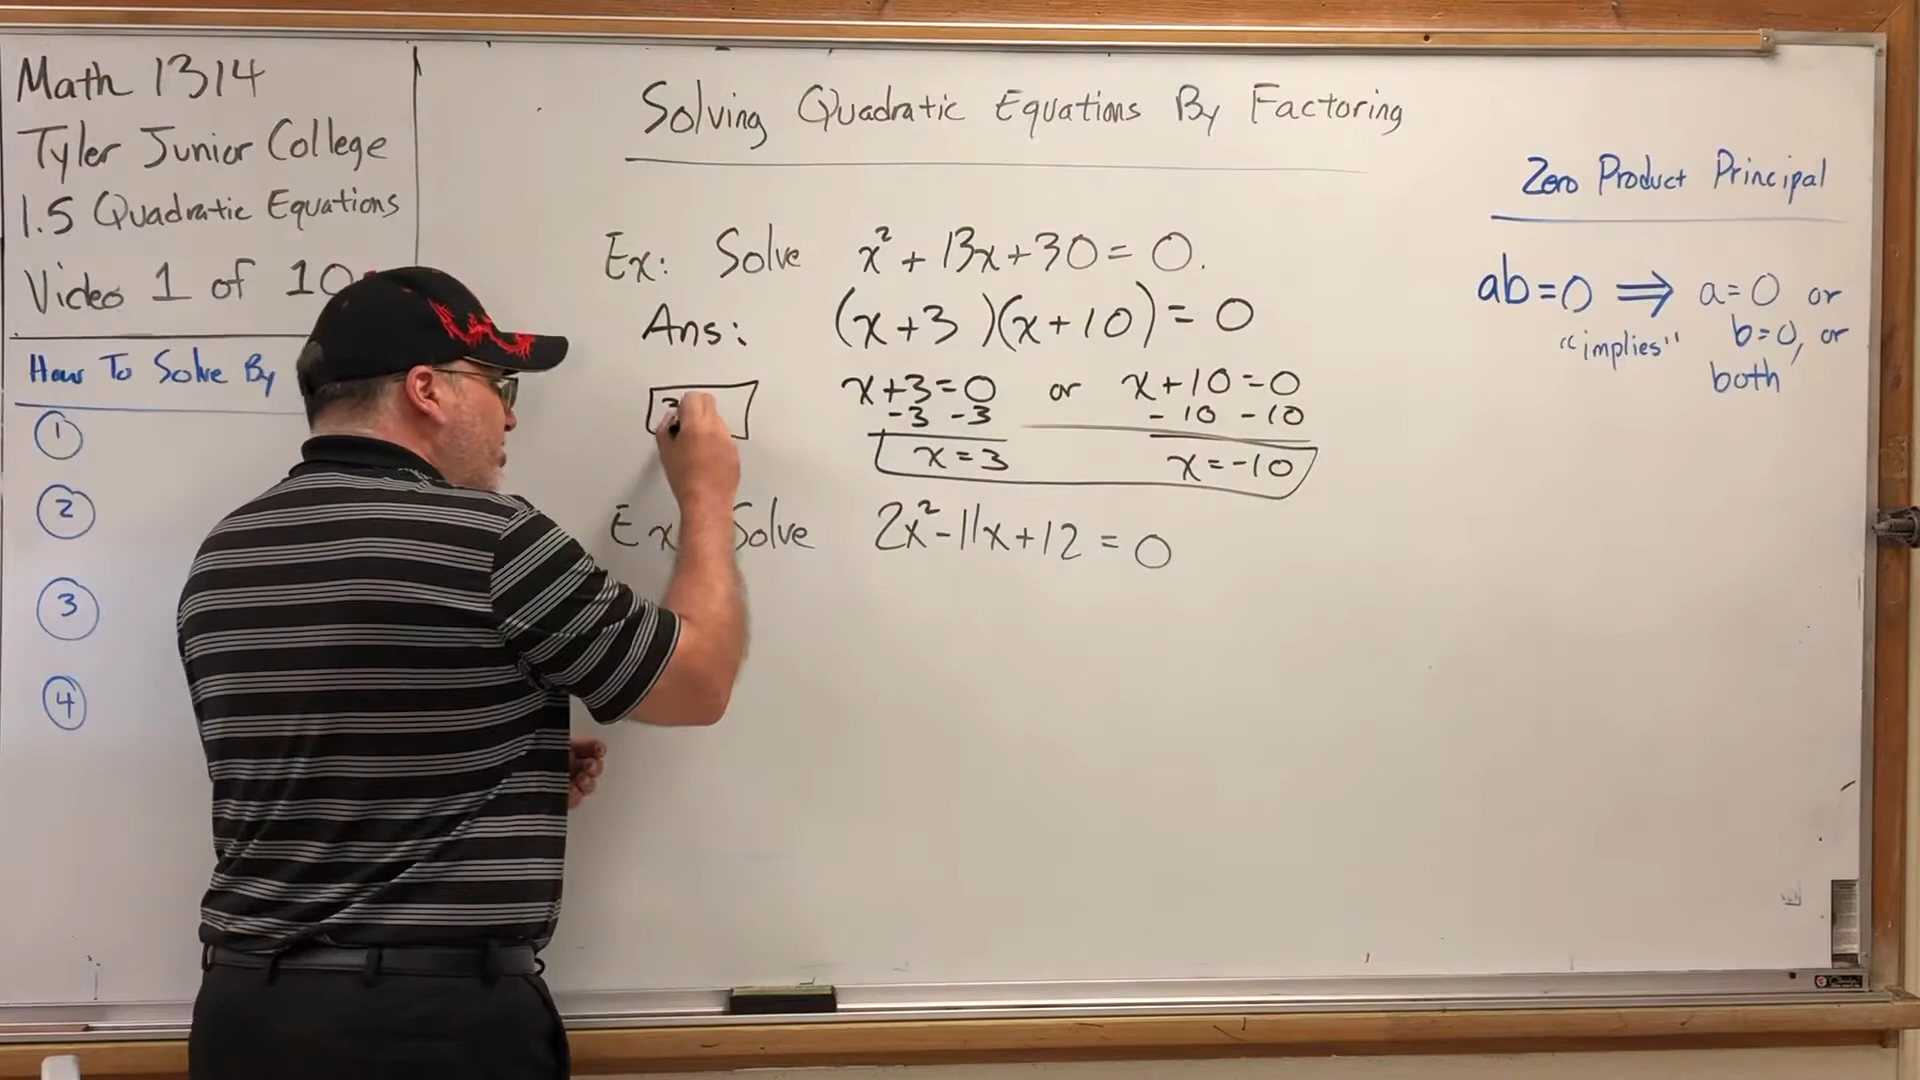 Math 1314
Tyler Junior College
1.5 Quadratic Equations
Video 1 of 10
How To Solve By
1
2
3
4
Solving Quadratic Equations By Factoring
Ex: Solve x² + 13x + 30 = 0.
Ans: (x+3)(x+10) = 0
x+3=0 or x+10=0
-3 -3 -10 -10
x=3 x=-10
Ex Solve 2x²-11x+12 = 0
Zero Product Principal
ab=0 ⟹ a=0 or
"implies" b=0, or
both